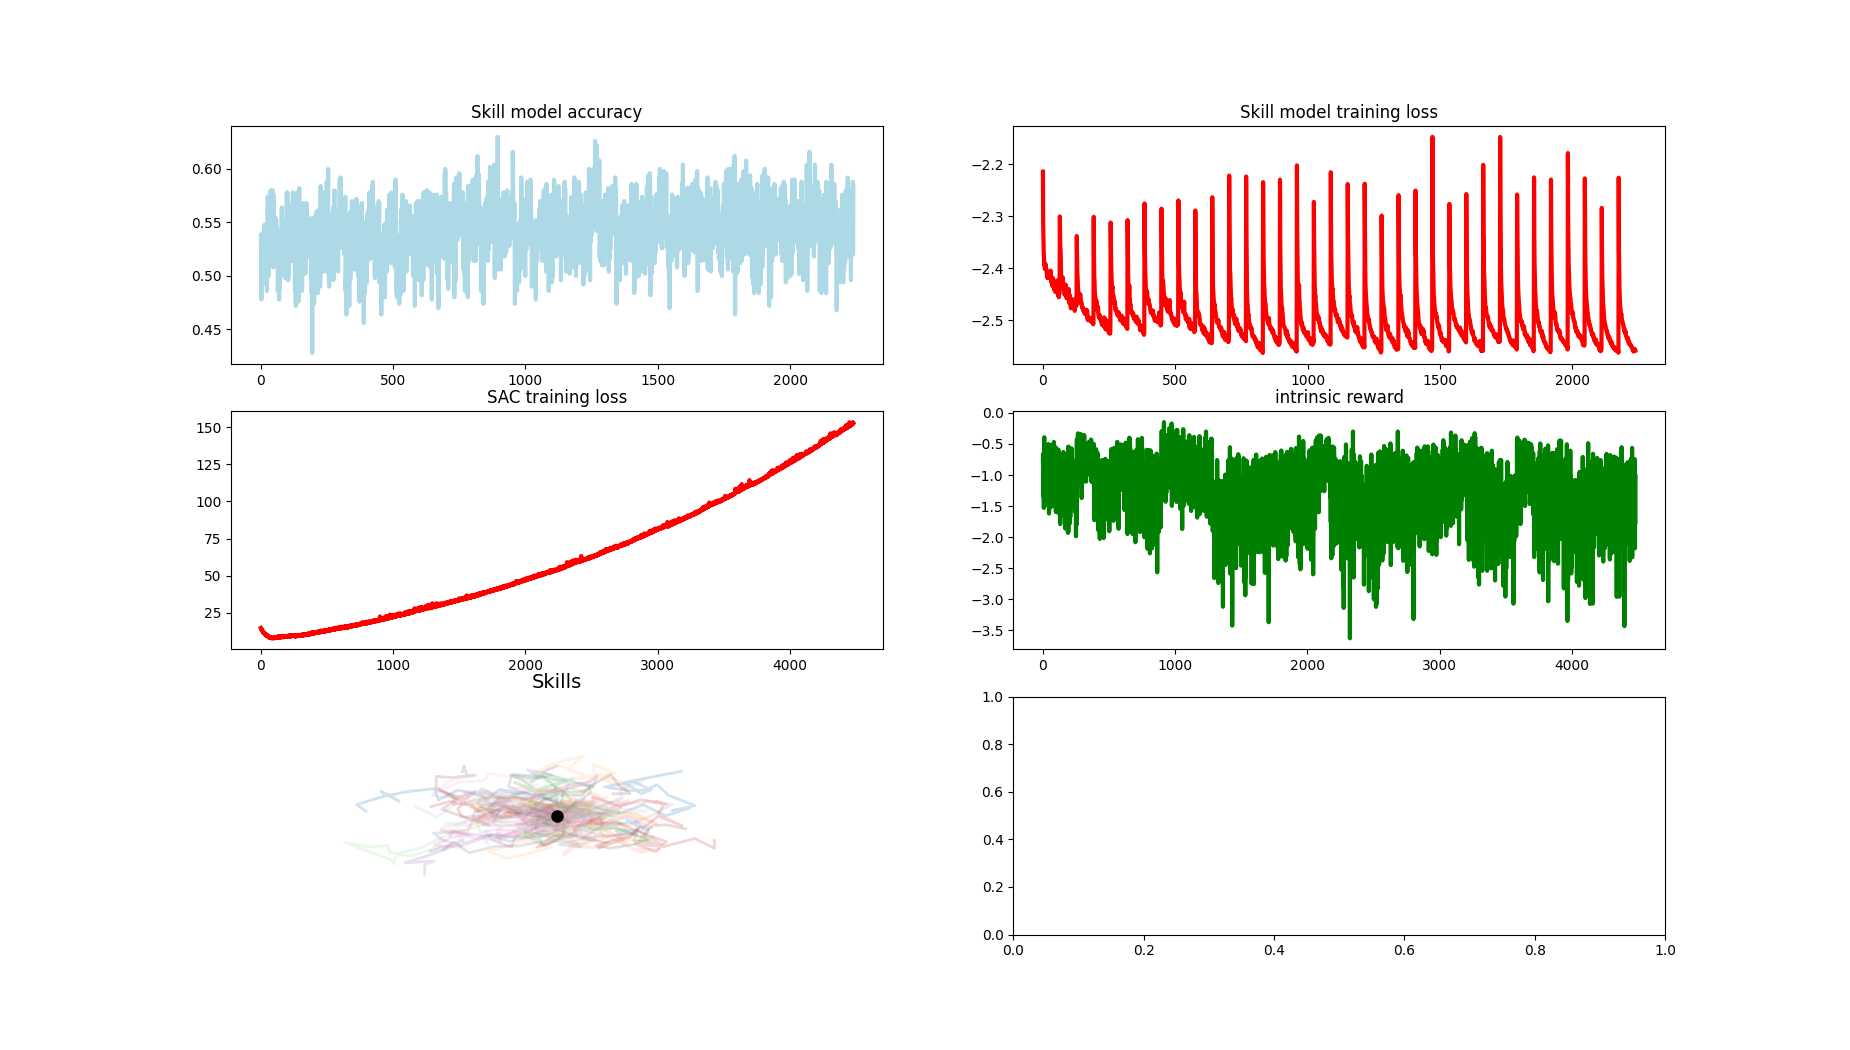 Skill model accuracy
0.60
0.55
0.50
0.45
0 500 1000 1500 2000
Skill model training loss
−2.2
−2.3
−2.4
−2.5
0 500 1000 1500 2000
SAC training loss
150
125
100
75
50
25
0 1000 2000 3000 4000
intrinsic reward
0.0
−0.5
−1.0
−1.5
−2.0
−2.5
−3.0
−3.5
0 1000 2000 3000 4000
Skills
1.0
0.8
0.6
0.4
0.2
0.0
0.0 0.2 0.4 0.6 0.8 1.0